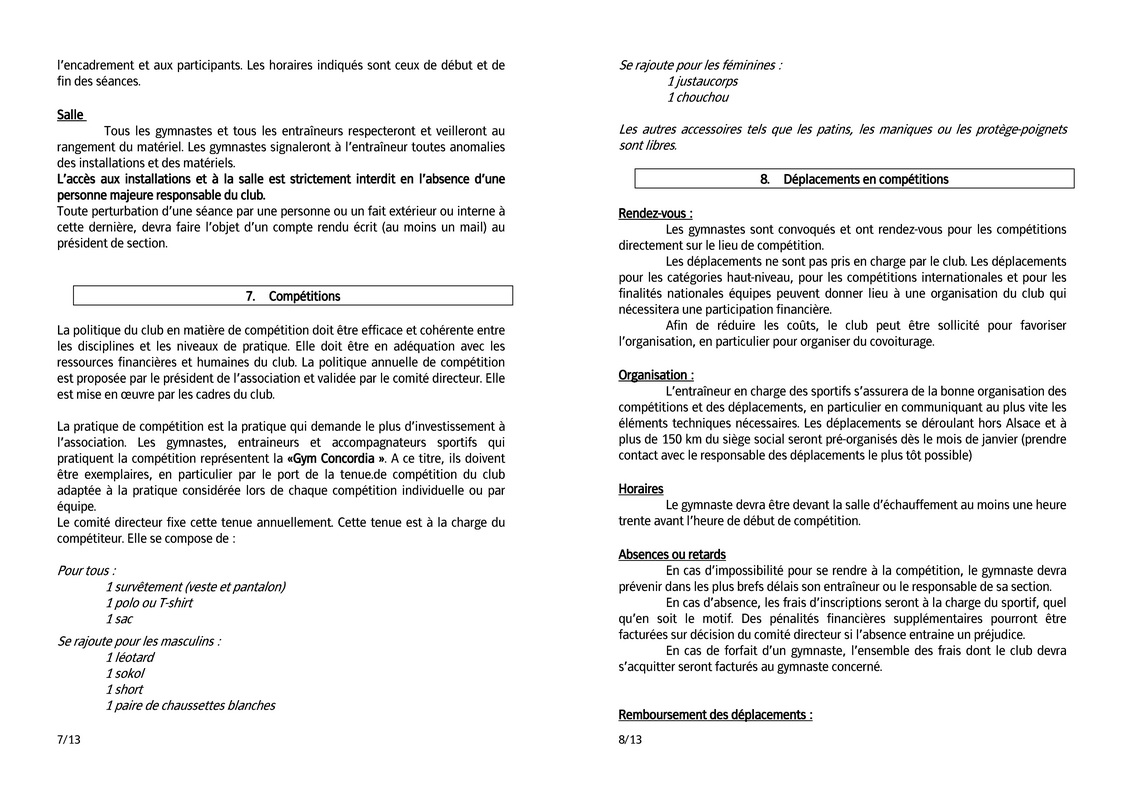 l'encadrement et aux participants. Les horaires indiqués sont ceux de début et de
fin des séances.
Salle
Tous les gymnastes et tous les entraîneurs respecteront et veilleront au
rangement du matériel. Les gymnastes signaleront à l'entraîneur toutes anomalies
des installations et des matériels.
L'accès aux installations et à la salle est strictement interdit en l'absence d'une
personne majeure responsable du club.
Toute perturbation d'une séance par une personne ou un fait extérieur ou interne à
cette dernière, devra faire l'objet d'un compte rendu écrit (au moins un mail) au
président de section.
7. Compétitions
La politique du club en matière de compétition doit être efficace et cohérente entre
les disciplines et les niveaux de pratique. Elle doit être en adéquation avec les
ressources financières et humaines du club. La politique annuelle de compétition
est proposée par le président de l'association et validée par le comité directeur. Elle
est mise en œuvre par les cadres du club.
La pratique de compétition est la pratique qui demande le plus d'investissement à
l'association. Les gymnastes, entraineurs et accompagnateurs sportifs qui
pratiquent la compétition représentent la «Gym Concordia ». A ce titre, ils doivent
être exemplaires, en particulier par le port de la tenue.de compétition du club
adaptée à la pratique considérée lors de chaque compétition individuelle ou par
équipe.
Le comité directeur fixe cette tenue annuellement. Cette tenue est à la charge du
compétiteur. Elle se compose de :
Pour tous :
1 survêtement (veste et pantalon)
1 polo ou T-shirt
1 sac
Se rajoute pour les masculins :
1 léotard
1 sokol
1 short
1 paire de chaussettes blanches
7/13
Se rajoute pour les féminines :
1 justaucorps
1 chouchou
Les autres accessoires tels que les patins, les maniques ou les protège-poignets
sont libres.
8. Déplacements en compétitions
Rendez-vous :
Les gymnastes sont convoqués et ont rendez-vous pour les compétitions
directement sur le lieu de compétition.
Les déplacements ne sont pas pris en charge par le club. Les déplacements
pour les catégories haut-niveau, pour les compétitions internationales et pour les
finalités nationales équipes peuvent donner lieu à une organisation du club qui
nécessitera une participation financière.
Afin de réduire les coûts, le club peut être sollicité pour favoriser
l'organisation, en particulier pour organiser du covoiturage.
Organisation :
L'entraîneur en charge des sportifs s'assurera de la bonne organisation des
compétitions et des déplacements, en particulier en communiquant au plus vite les
éléments techniques nécessaires. Les déplacements se déroulant hors Alsace et à
plus de 150 km du siège social seront pré-organisés dès le mois de janvier (prendre
contact avec le responsable des déplacements le plus tôt possible)
Horaires
Le gymnaste devra être devant la salle d'échauffement au moins une heure
trente avant l'heure de début de compétition.
Absences ou retards
En cas d'impossibilité pour se rendre à la compétition, le gymnaste devra
prévenir dans les plus brefs délais son entraîneur ou le responsable de sa section.
En cas d'absence, les frais d'inscriptions seront à la charge du sportif, quel
qu'en soit le motif. Des pénalités financières supplémentaires pourront être
facturées sur décision du comité directeur si l'absence entraine un préjudice.
En cas de forfait d'un gymnaste, l'ensemble des frais dont le club devra
s'acquitter seront facturés au gymnaste concerné.
Remboursement des déplacements :
8/13